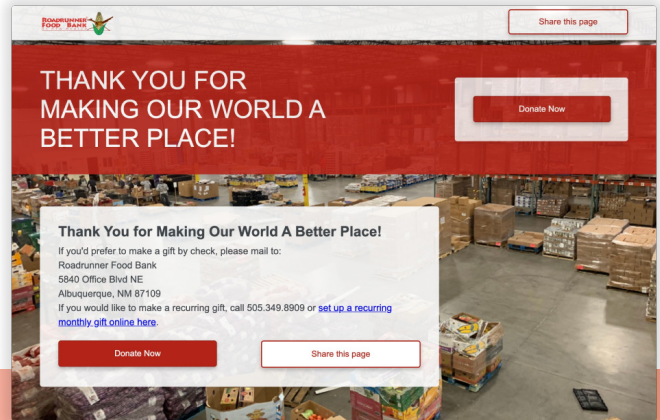 ROADRUNNER
FOOD BANK
Share this page
THANK YOU FOR
MAKING OUR WORLD A
BETTER PLACE!
Donate Now
Thank You for Making Our World A Better Place!
If you'd prefer to make a gift by check, please mail to:
Roadrunner Food Bank
5840 Office Blvd NE
Albuquerque, NM 87109
If you would like to make a recurring gift, call 505.349.8909 or set up a recurring
monthly gift online here.
Donate Now
Share this page